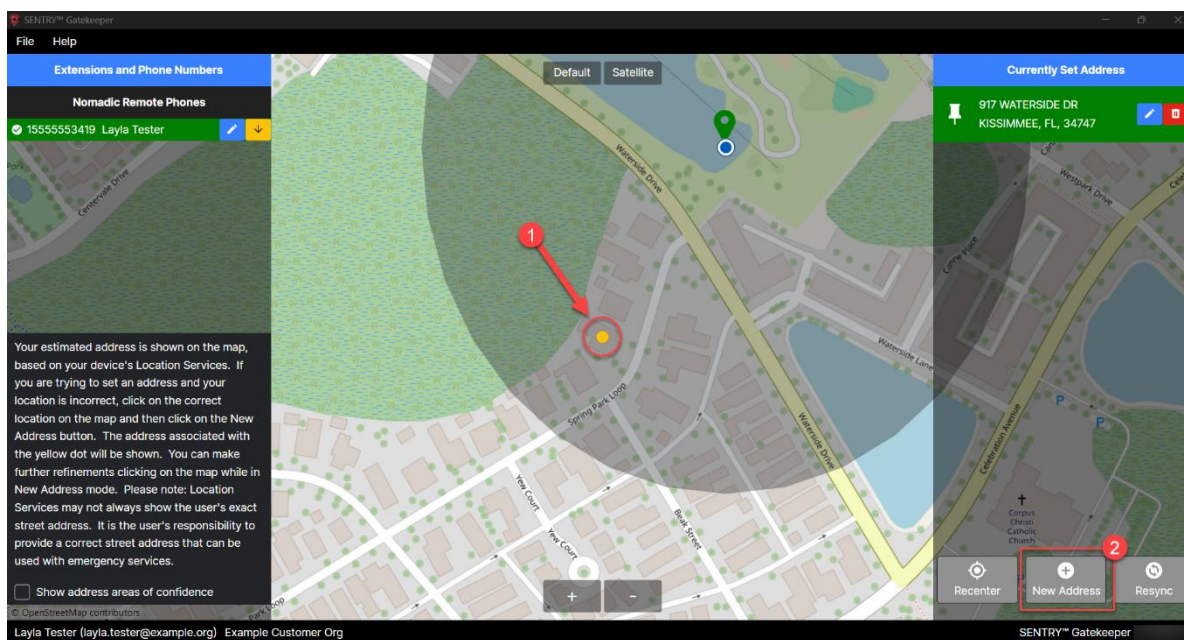 SENTRY™ Gatekeeper
File Help
Extensions and Phone Numbers
Nomadic Remote Phones
15555553419 Layla Tester
Centervale Drive
Your estimated address is shown on the map,
based on your device's Location Services. If
you are trying to set an address and your
location is incorrect, click on the correct
location on the map and then click on the New
Address button. The address associated with
the yellow dot will be shown. You can make
further refinements clicking on the map while in
New Address mode. Please note: Location
Services may not always show the user's exact
street address. It is the user's responsibility to
provide a correct street address that can be
used with emergency services.
Show address areas of confidence
© OpenStreetMap contributors
Default Satellite
Waterside Drive
1
Spring Park Loop
Waterside Lane
Waterside Drive
Yew Court
Yew Court
Beak Street
Park Loop
+ -
Currently Set Address
917 WATERSIDE DR
KISSIMMEE, FL, 34747
Westpark Drive
Celebration Avenue
P
P
Corpus
Christi
Catholic
Church
2
Recenter
New Address
Resync
Layla Tester (layla.tester@example.org) Example Customer Org
SENTRY™ Gatekeeper